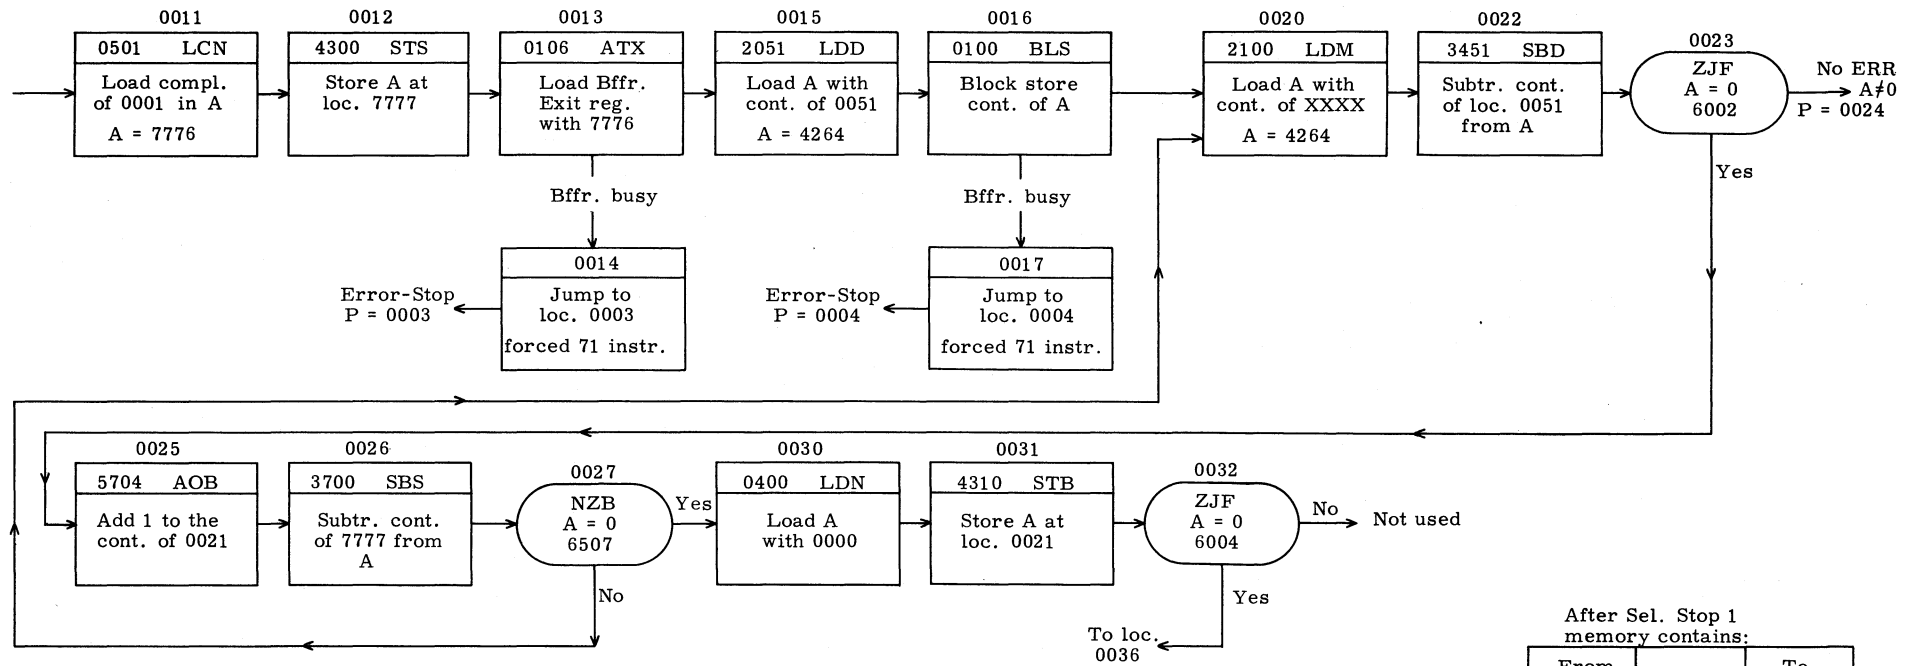 0011
0501 LCN
Load compl.
of 0001 in A
A = 7776
0012
4300 STS
Store A at
loc. 7777
0013
0106 ATX
Load Bffr.
Exit reg.
with 7776
Bffr. busy
0014
Jump to
loc. 0003
forced 71 instr.
Error-Stop
P = 0003
0015
2051 LDD
Load A with
cont. of 0051
A = 4264
0016
0100 BLS
Block store
cont. of A
Bffr. busy
0017
Jump to
loc. 0004
forced 71 instr.
Error-Stop
P = 0004
0020
2100 LDM
Load A with
cont. of XXXX
A = 4264
0022
3451 SBD
Subtr. cont.
of loc. 0051
from A
0023
ZJF
A = 0
6002
No ERR
A≠0
P = 0024
Yes
0025
5704 AOB
Add 1 to the
cont. of 0021
0026
3700 SBS
Subtr. cont.
of 7777 from
A
0027
NZB
A = 0
6507
Yes
No
0030
0400 LDN
Load A
with 0000
0031
4310 STB
Store A at
loc. 0021
0032
ZJF
A = 0
6004
No
Not used
Yes
To loc.
0036
After Sel. Stop 1
memory contains:
From To